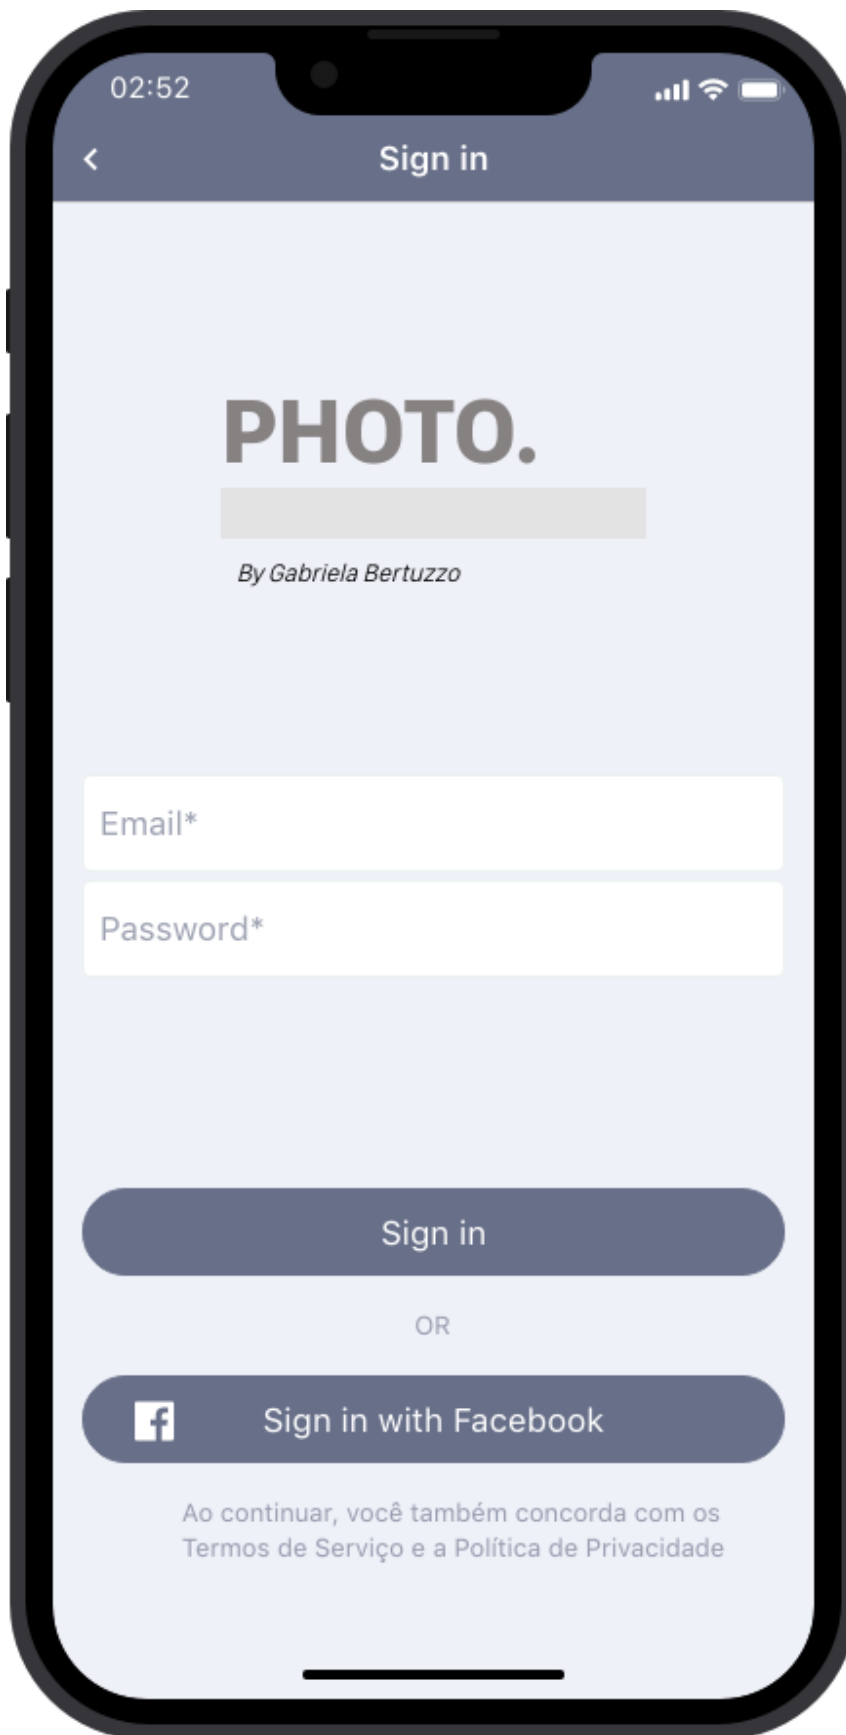 02:52
Sign in
PHOTO.
By Gabriela Bertuzzo
Email*
Password*
Sign in
OR
Sign in with Facebook
Ao continuar, você também concorda com os
Termos de Serviço e a Política de Privacidade